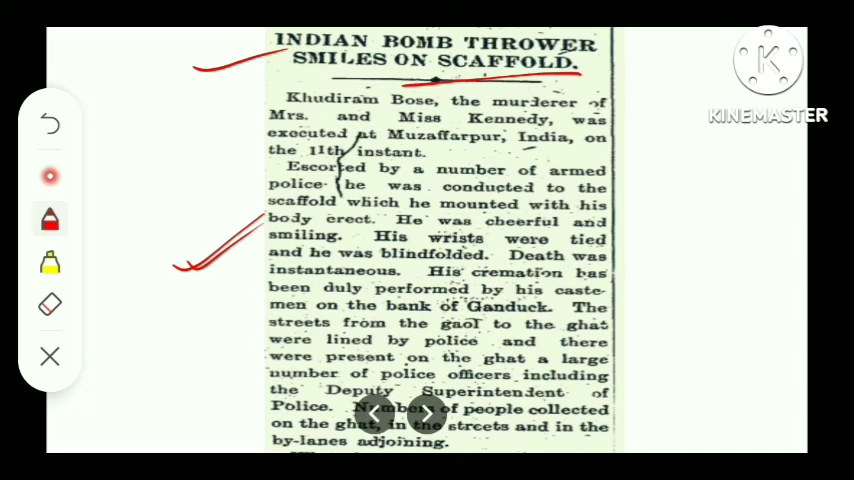 INDIAN BOMB THROWER
SMILES ON SCAFFOLD.
Khudiram Bose, the murderer of
Mrs. and Miss Kennedy, was
executed at Muzaffarpur, India, on
the 11th instant.
Escorted by a number of armed
police he was conducted to the
scaffold which he mounted with his
body erect. He was cheerful and
smiling. His wrists were tied
and he was blindfolded. Death was
instantaneous. His cremation has
been duly performed by his caste-
men on the bank of Ganduck. The
streets from the gaol to the ghat
were lined by police and there
were present on the ghat a large
number of police officers including
the Deputy Superintendent of
Police. Numbers of people collected
on the ghat, in the streets and in the
by-lanes adjoining.
K
KINEMASTER